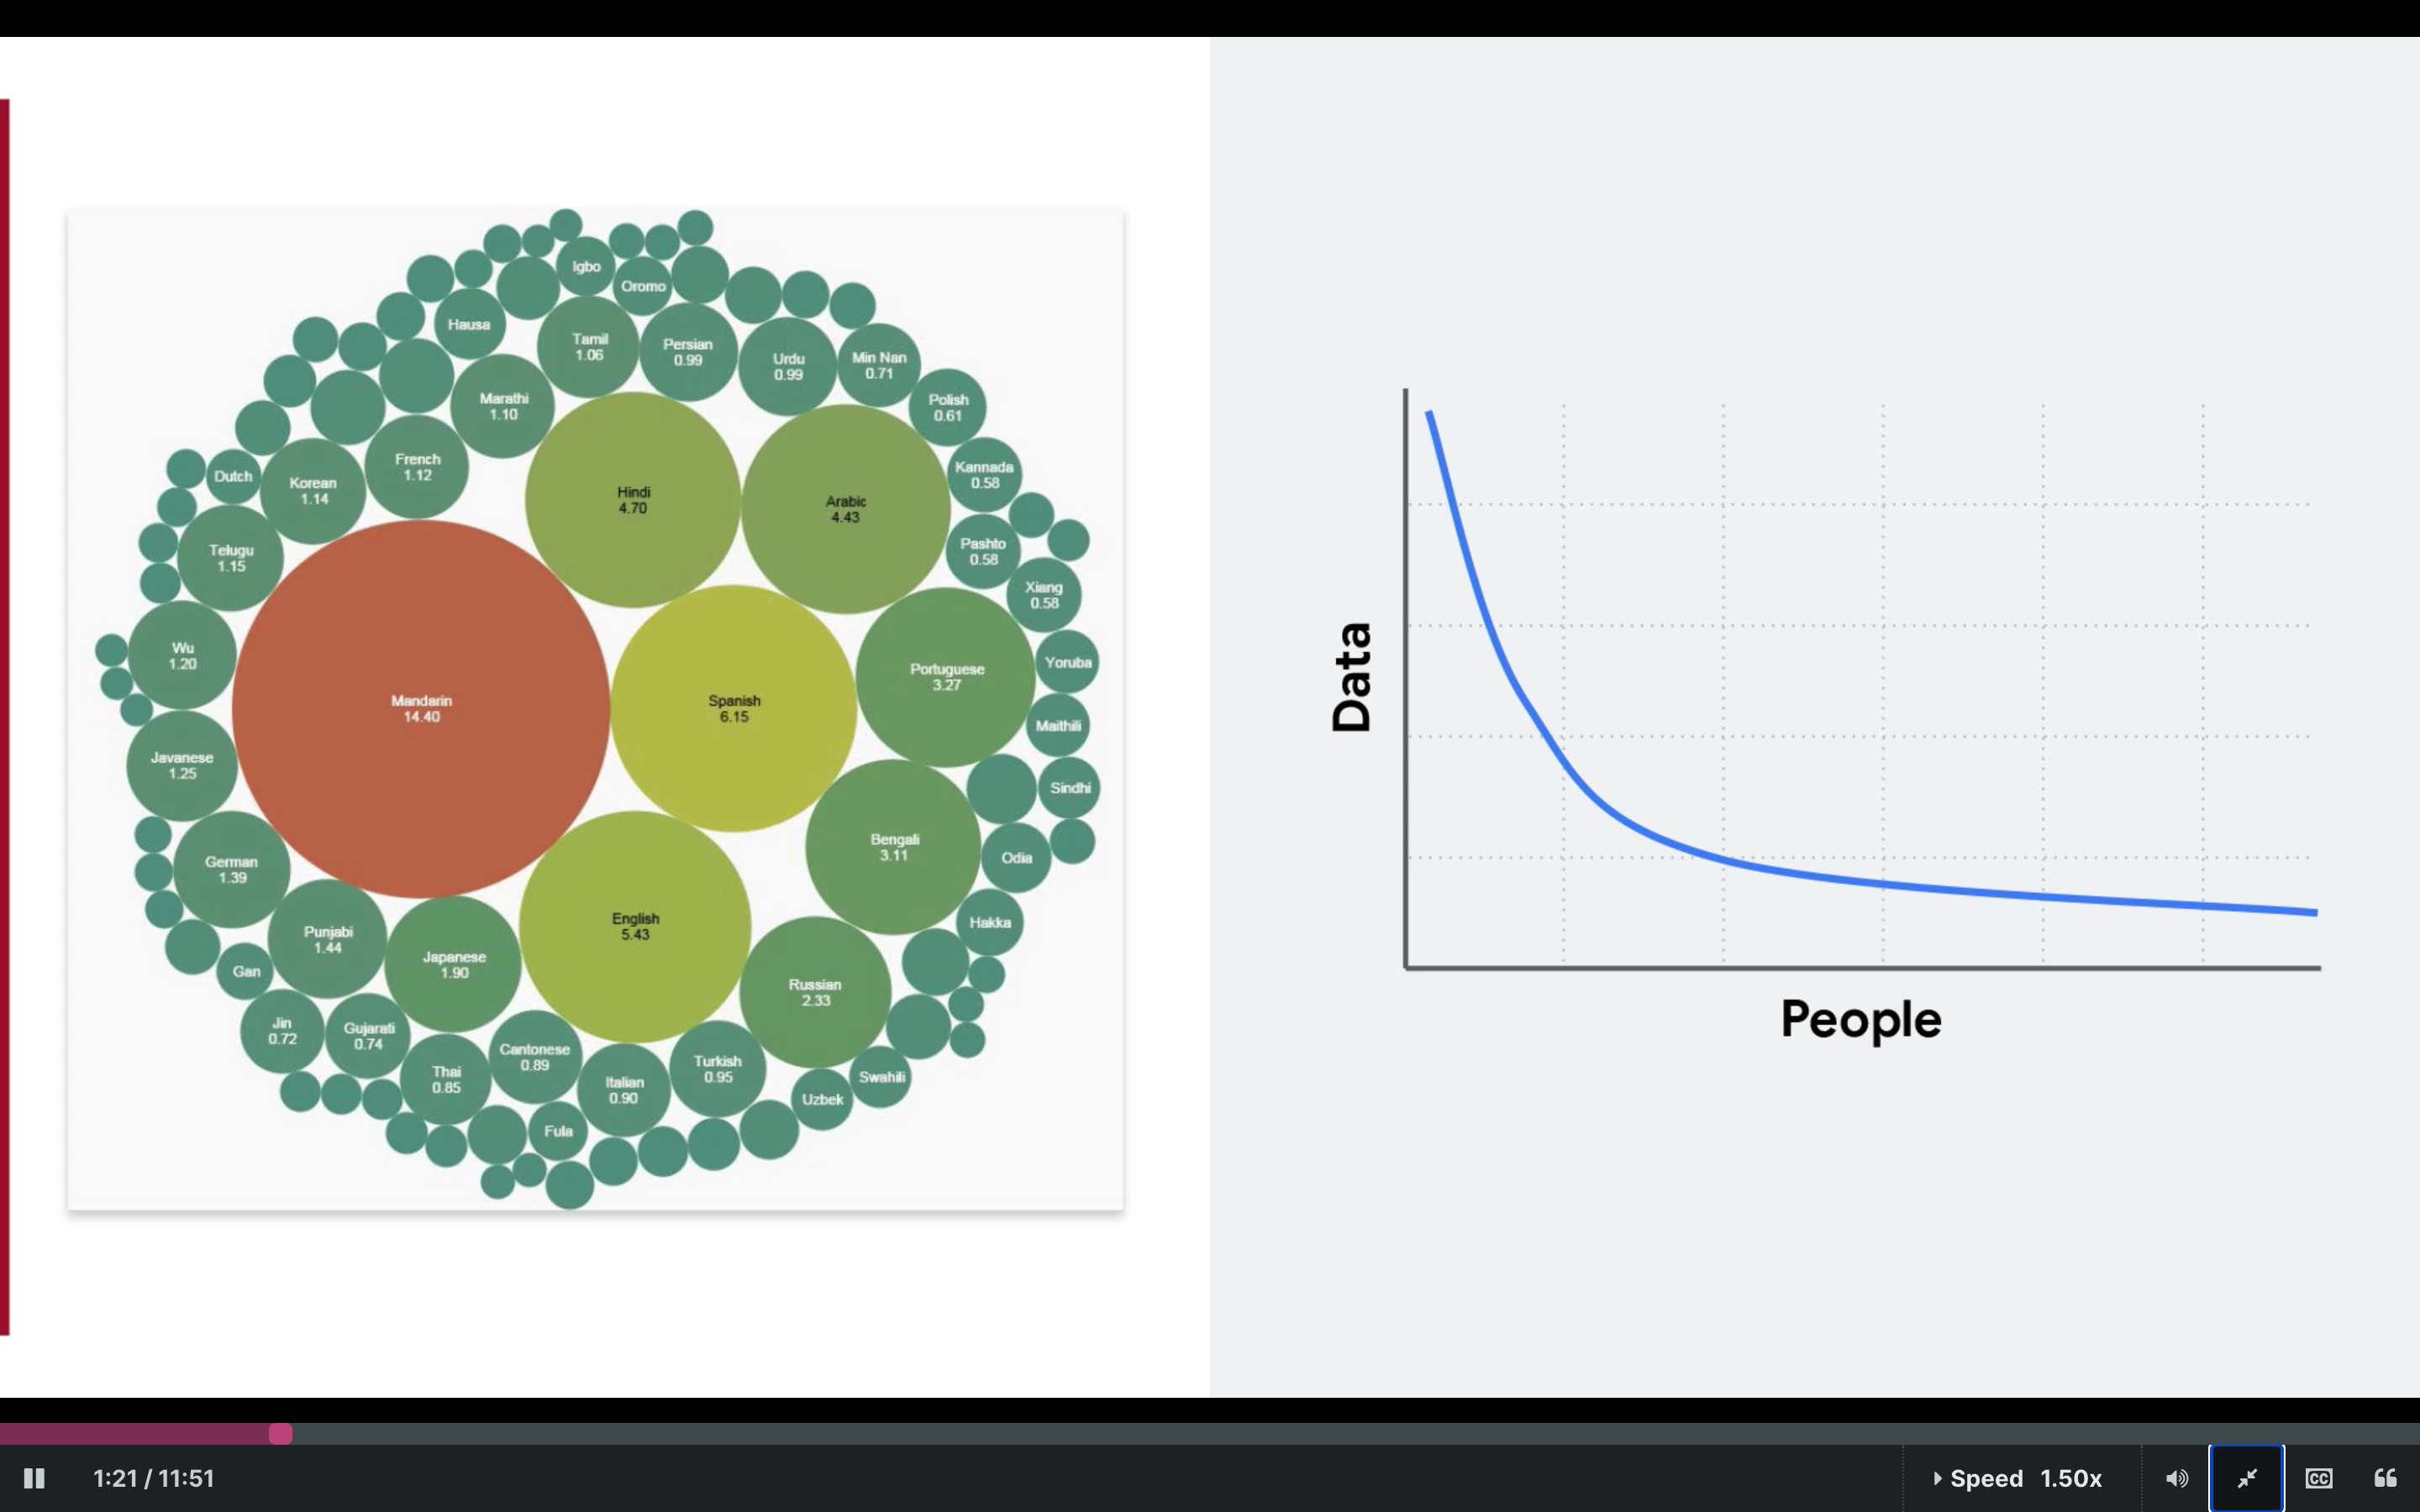 Igbo
Oromo
Hausa
Tamil
1.06
Persian
0.99
Urdu
0.99
Min Nan
0.71
Marathi
1.10
Polish
0.61
Dutch
Korean
1.14
French
1.12
Hindi
4.70
Arabic
4.43
Kannada
0.58
Telugu
1.15
Pashto
0.58
Xiang
0.58
Wu
1.20
Mandarin
14.40
Spanish
6.15
Portuguese
3.27
Yoruba
Maithili
Javanese
1.25
Sindhi
German
1.39
Bengali
3.11
Odia
Punjabi
1.44
English
5.43
Hakka
Gan
Japanese
1.90
Russian
2.33
Jin
0.72
Gujarati
0.74
Thai
0.85
Cantonese
0.89
Italian
0.90
Turkish
0.95
Swahili
Uzbek
Fula
Data
People
1:21 / 11:51
Speed 1.50x
CC